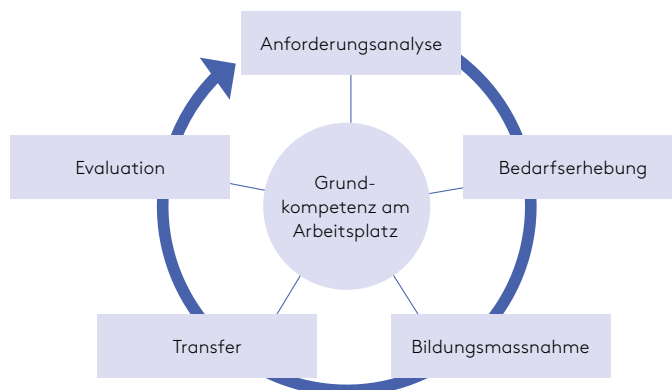 Anforderungsanalyse
Evaluation
Bedarfserhebung
Grund-
kompetenz am
Arbeitsplatz
Transfer
Bildungsmassnahme